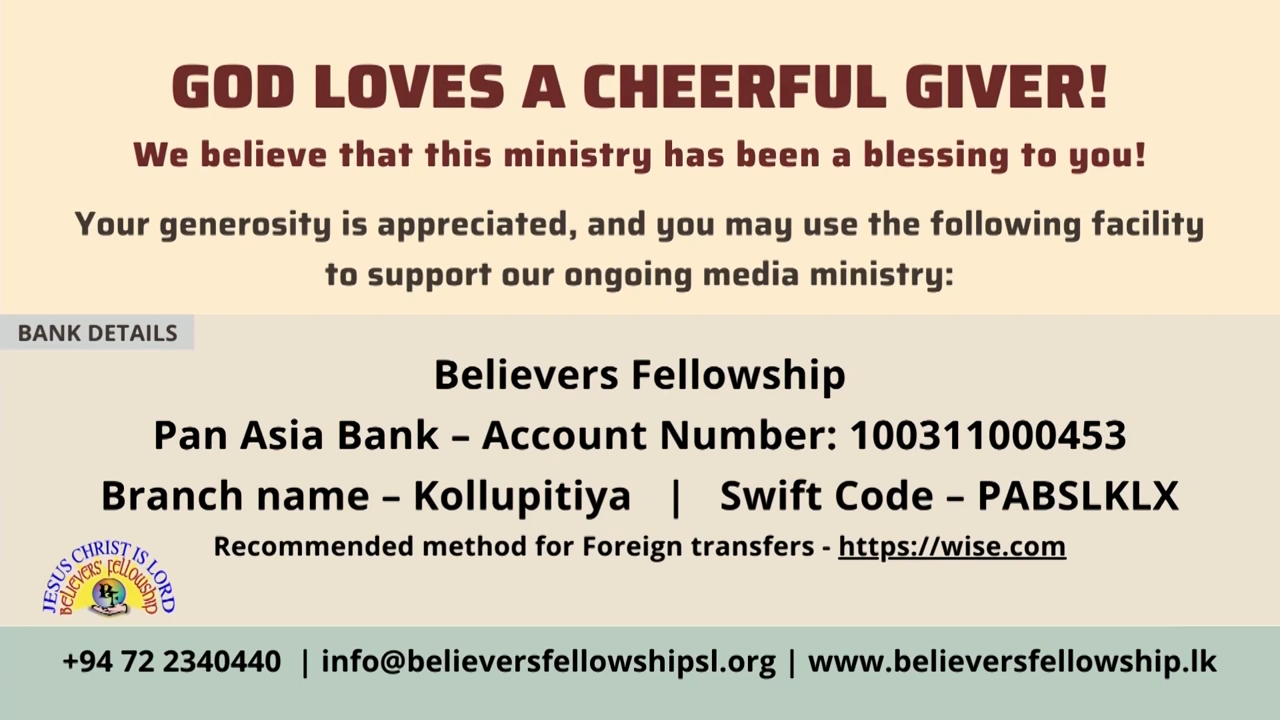 GOD LOVES A CHEERFUL GIVER!
We believe that this ministry has been a blessing to you!
Your generosity is appreciated, and you may use the following facility
to support our ongoing media ministry:
BANK DETAILS
Believers Fellowship
Pan Asia Bank – Account Number: 100311000453
Branch name – Kollupitiya | Swift Code – PABSLKLX
Recommended method for Foreign transfers - https://wise.com
JESUS CHRIST IS LORD
Believers' Fellowship
BF
+94 72 2340440 | info@believersfellowshipsl.org | www.believersfellowship.lk